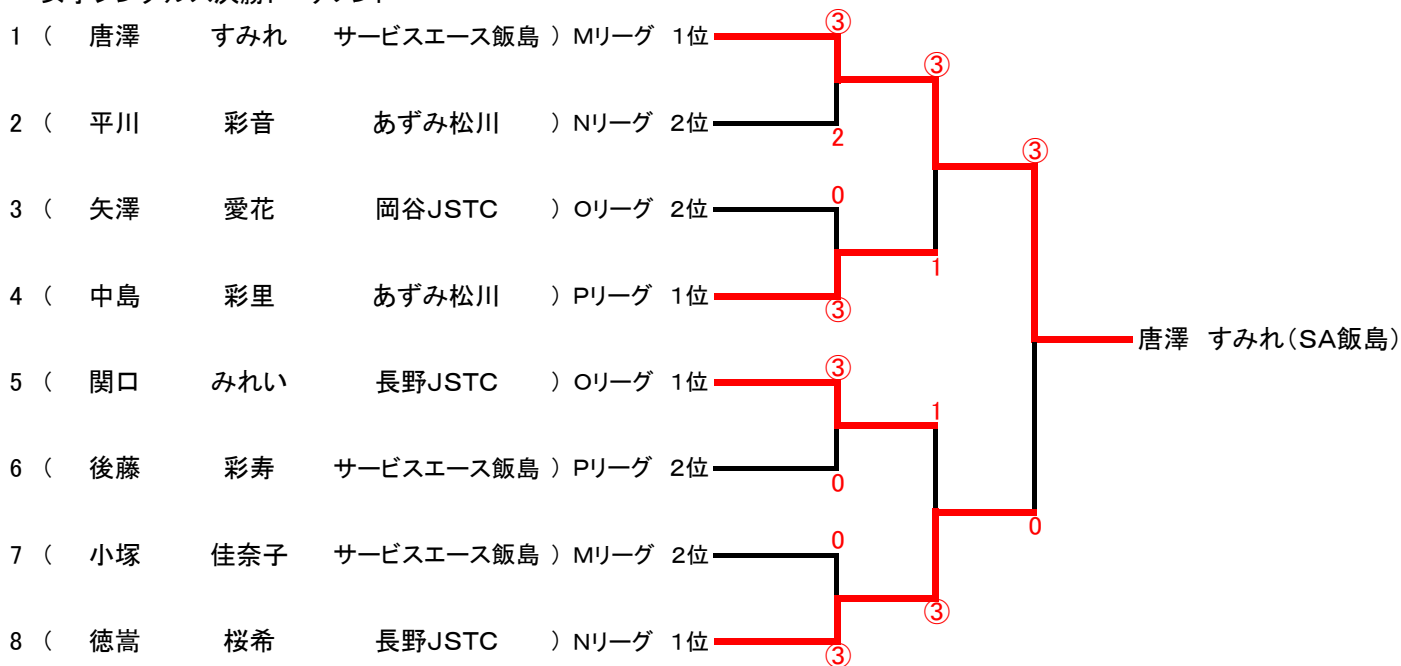 ③
1 ( 唐澤 すみれ サービスエース飯島 ) Mリーグ 1位
③
2 ( 平川 彩音 あずみ松川 ) Nリーグ 2位
2
③
0
3 ( 矢澤 愛花 岡谷JSTC ) Oリーグ 2位
1
4 ( 中島 彩里 あずみ松川 ) Pリーグ 1位
③
唐澤 すみれ(SA飯島)
③
5 ( 関口 みれい 長野JSTC ) Oリーグ 1位
1
6 ( 後藤 彩寿 サービスエース飯島 ) Pリーグ 2位
0
0
0
7 ( 小塚 佳奈子 サービスエース飯島 ) Mリーグ 2位
③
8 ( 徳嵩 桜希 長野JSTC ) Nリーグ 1位
③